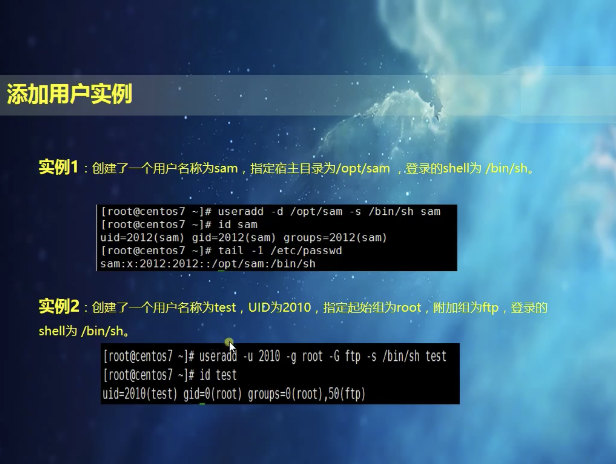 添加用户实例
实例1：创建了一个用户名称为sam，指定宿主目录为/opt/sam ，登录的shell为 /bin/sh。
[root@centos7 ~]# useradd -d /opt/sam -s /bin/sh sam
[root@centos7 ~]# id sam
uid=2012(sam) gid=2012(sam) groups=2012(sam)
[root@centos7 ~]# tail -1 /etc/passwd
sam:x:2012:2012::/opt/sam:/bin/sh
实例2：创建了一个用户名称为test，UID为2010，指定起始组为root，附加组为ftp，登录的
shell为 /bin/sh。
[root@centos7 ~]# useradd -u 2010 -g root -G ftp -s /bin/sh test
[root@centos7 ~]# id test
uid=2010(test) gid=0(root) groups=0(root),50(ftp)